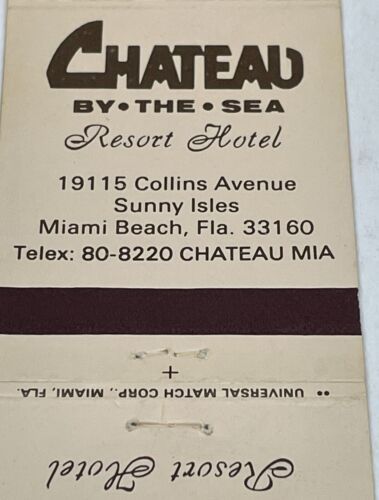 CHATEAU
BY • THE • SEA
Resort Hotel
19115 Collins Avenue
Sunny Isles
Miami Beach, Fla. 33160
Telex: 80-8220 CHATEAU MIA
+
•• UNIVERSAL MATCH CORP., MIAMI, FLA.
Resort Hotel